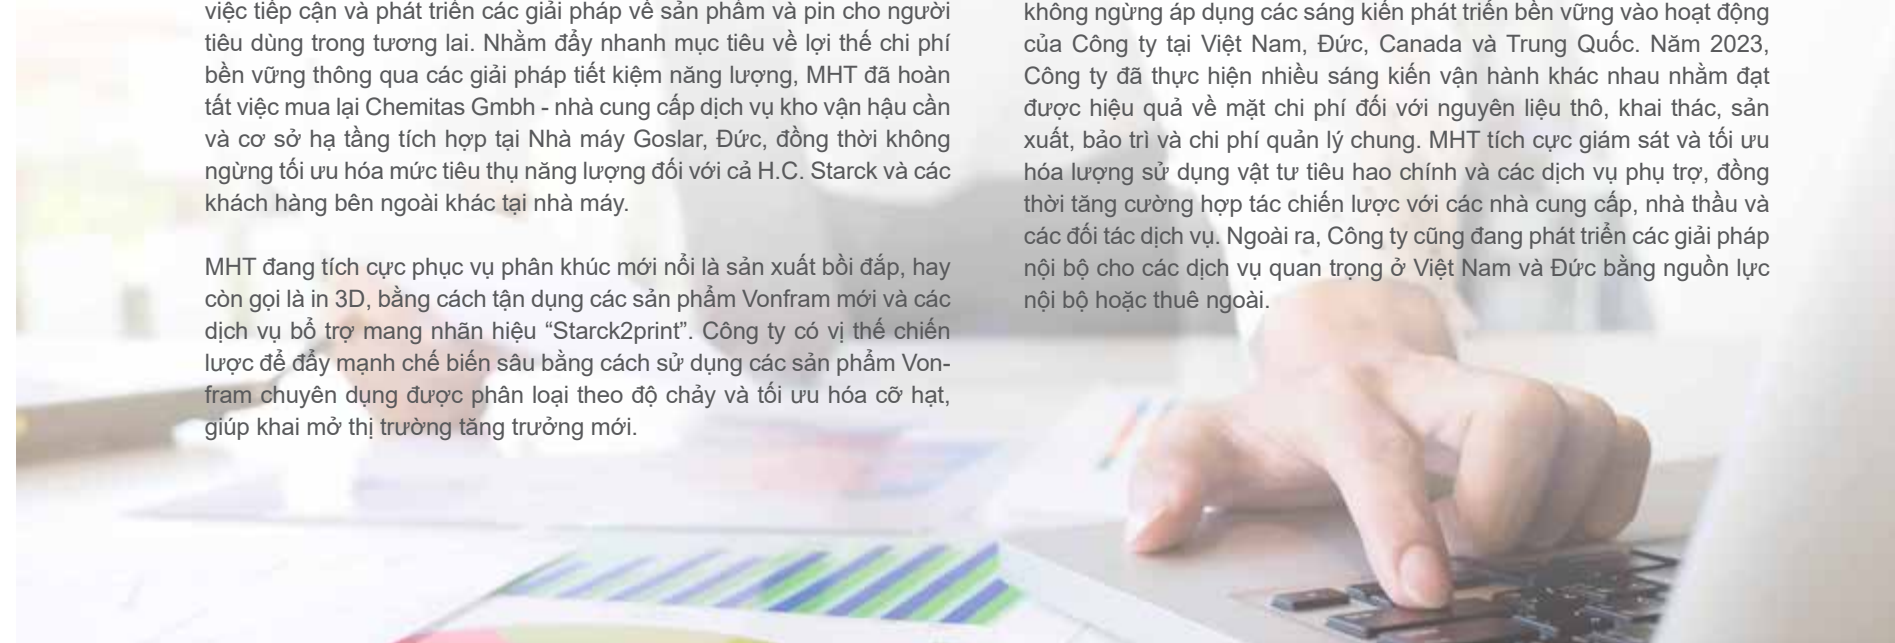 việc tiếp cận và phát triển các giải pháp về sản phẩm và pin cho người
tiêu dùng trong tương lai. Nhằm đẩy nhanh mục tiêu về lợi thế chi phí
bền vững thông qua các giải pháp tiết kiệm năng lượng, MHT đã hoàn
tất việc mua lại Chemitas Gmbh - nhà cung cấp dịch vụ kho vận hậu cần
và cơ sở hạ tầng tích hợp tại Nhà máy Goslar, Đức, đồng thời không
ngừng tối ưu hóa mức tiêu thụ năng lượng đối với cả H.C. Starck và các
khách hàng bên ngoài khác tại nhà máy.
MHT đang tích cực phục vụ phân khúc mới nổi là sản xuất bồi đắp, hay
còn gọi là in 3D, bằng cách tận dụng các sản phẩm Vonfram mới và các
dịch vụ bổ trợ mang nhãn hiệu “Starck2print”. Công ty có vị thế chiến
lược để đẩy mạnh chế biến sâu bằng cách sử dụng các sản phẩm Von-
fram chuyên dụng được phân loại theo độ chảy và tối ưu hóa cỡ hạt,
giúp khai mở thị trường tăng trưởng mới.
không ngừng áp dụng các sáng kiến phát triển bền vững vào hoạt động
của Công ty tại Việt Nam, Đức, Canada và Trung Quốc. Năm 2023,
Công ty đã thực hiện nhiều sáng kiến vận hành khác nhau nhằm đạt
được hiệu quả về mặt chi phí đối với nguyên liệu thô, khai thác, sản
xuất, bảo trì và chi phí quản lý chung. MHT tích cực giám sát và tối ưu
hóa lượng sử dụng vật tư tiêu hao chính và các dịch vụ phụ trợ, đồng
thời tăng cường hợp tác chiến lược với các nhà cung cấp, nhà thầu và
các đối tác dịch vụ. Ngoài ra, Công ty cũng đang phát triển các giải pháp
nội bộ cho các dịch vụ quan trọng ở Việt Nam và Đức bằng nguồn lực
nội bộ hoặc thuê ngoài.